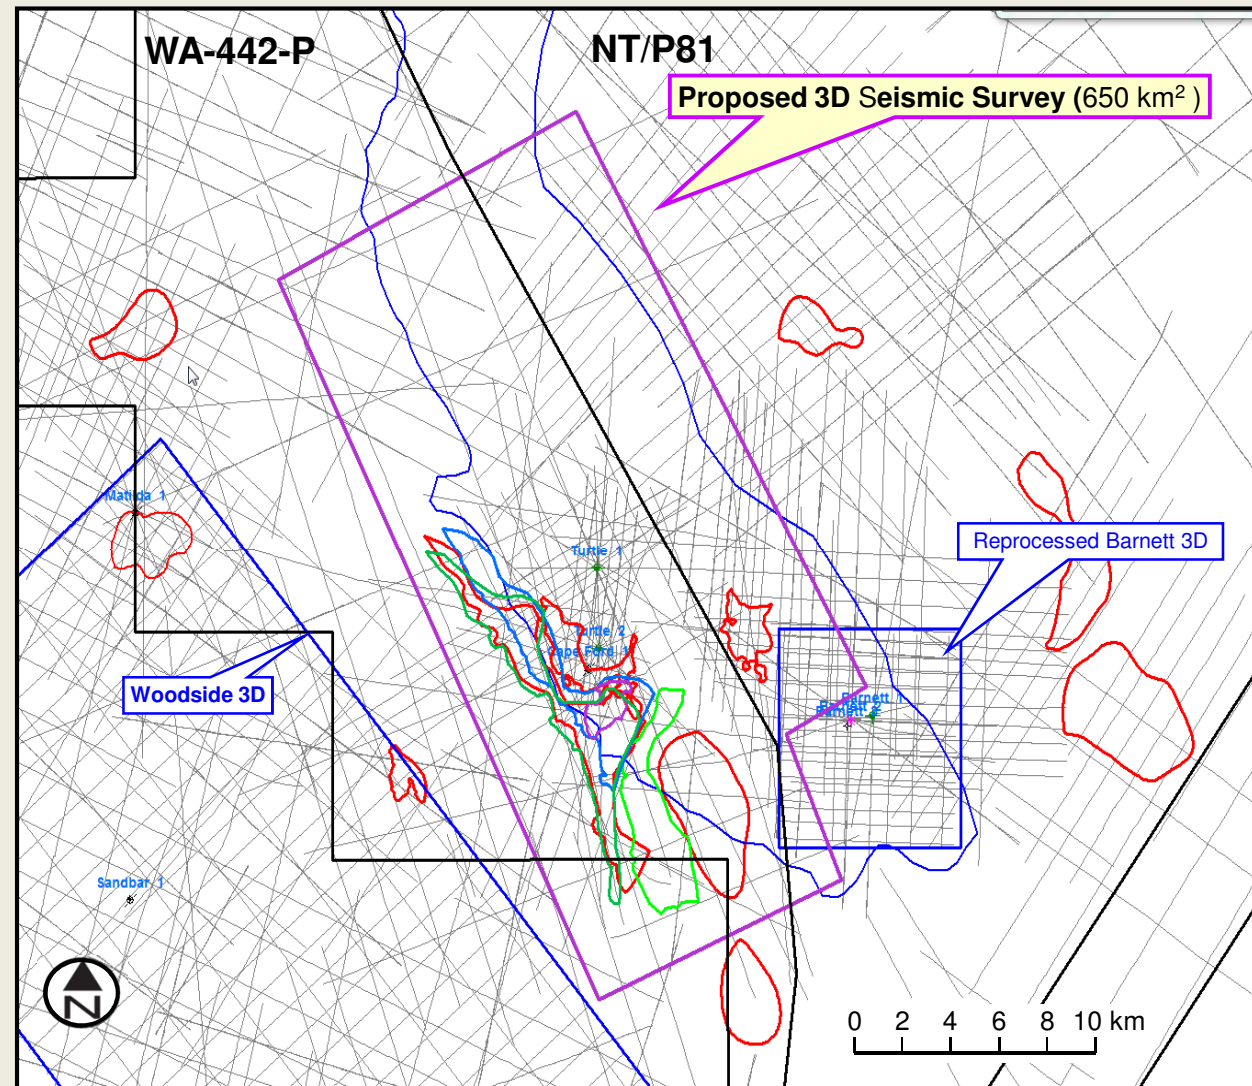 WA-442-P
NT/P81
Proposed 3D Seismic Survey (650 km² )
Matilda 1
Turtle 1
Reprocessed Barnett 3D
Turtle 2
Cape Ford 1
Woodside 3D
Barnett
Sandbar 1
N
0 2 4 6 8 10 km